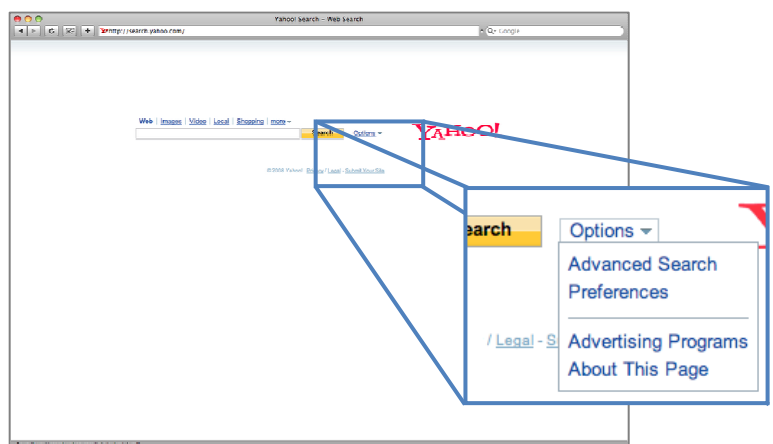 Yahoo! Search – Web Search
http://search.yahoo.com/
Google
Web | Images | Video | Local | Shopping | more
Search
Options
YAHOO!
Yahoo! Privacy / Legal - Submit Your Site
earch
Options
Advanced Search
Preferences
/ Legal - S
Advertising Programs
About This Page